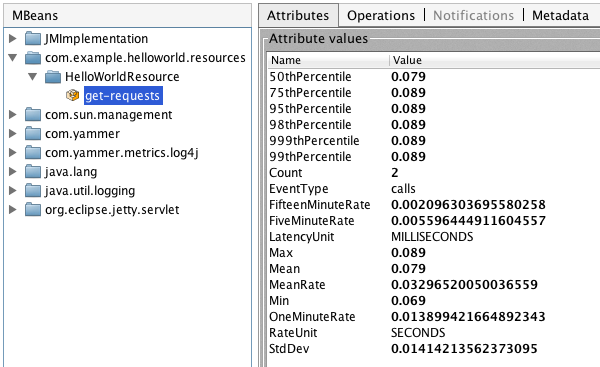 MBeans
JMImplementation
com.example.helloworld.resources
HelloWorldResource
get-requests
com.sun.management
com.yammer
com.yammer.metrics.log4j
java.lang
java.util.logging
org.eclipse.jetty.servlet
Attributes Operations Notifications Metadata
Attribute values
Name Value
50thPercentile 0.079
75thPercentile 0.089
95thPercentile 0.089
98thPercentile 0.089
999thPercentile 0.089
99thPercentile 0.089
Count 2
EventType calls
FifteenMinuteRate 0.002096303695580258
FiveMinuteRate 0.005596444911604557
LatencyUnit MILLISECONDS
Max 0.089
Mean 0.079
MeanRate 0.03296520050036559
Min 0.069
OneMinuteRate 0.013899421664892343
RateUnit SECONDS
StdDev 0.01414213562373095